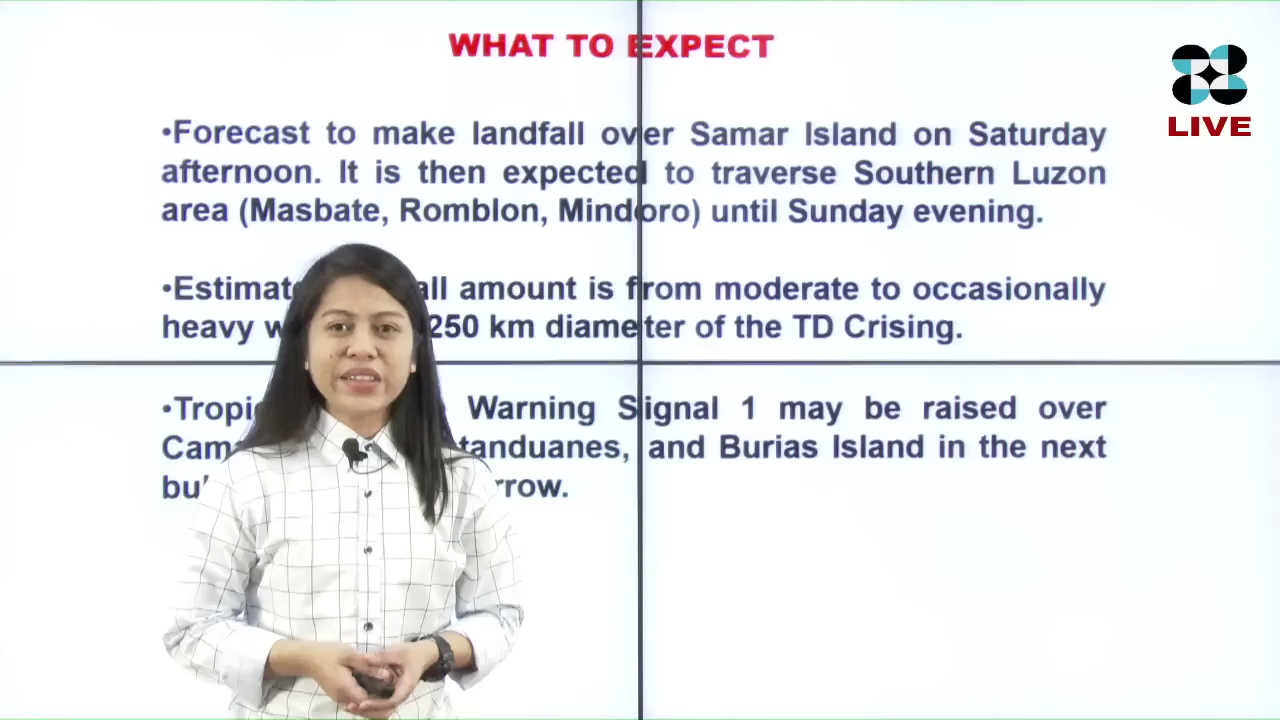 WHAT TO EXPECT
LIVE
•Forecast to make landfall over Samar Island on Saturday
afternoon. It is then expected to traverse Southern Luzon
area (Masbate, Romblon, Mindoro) until Sunday evening.
•Estimate all amount is from moderate to occasionally
heavy 250 km diameter of the TD Crising.
•Tropi Warning Signal 1 may be raised over
Cam tanduanes, and Burias Island in the next
bul rrow.